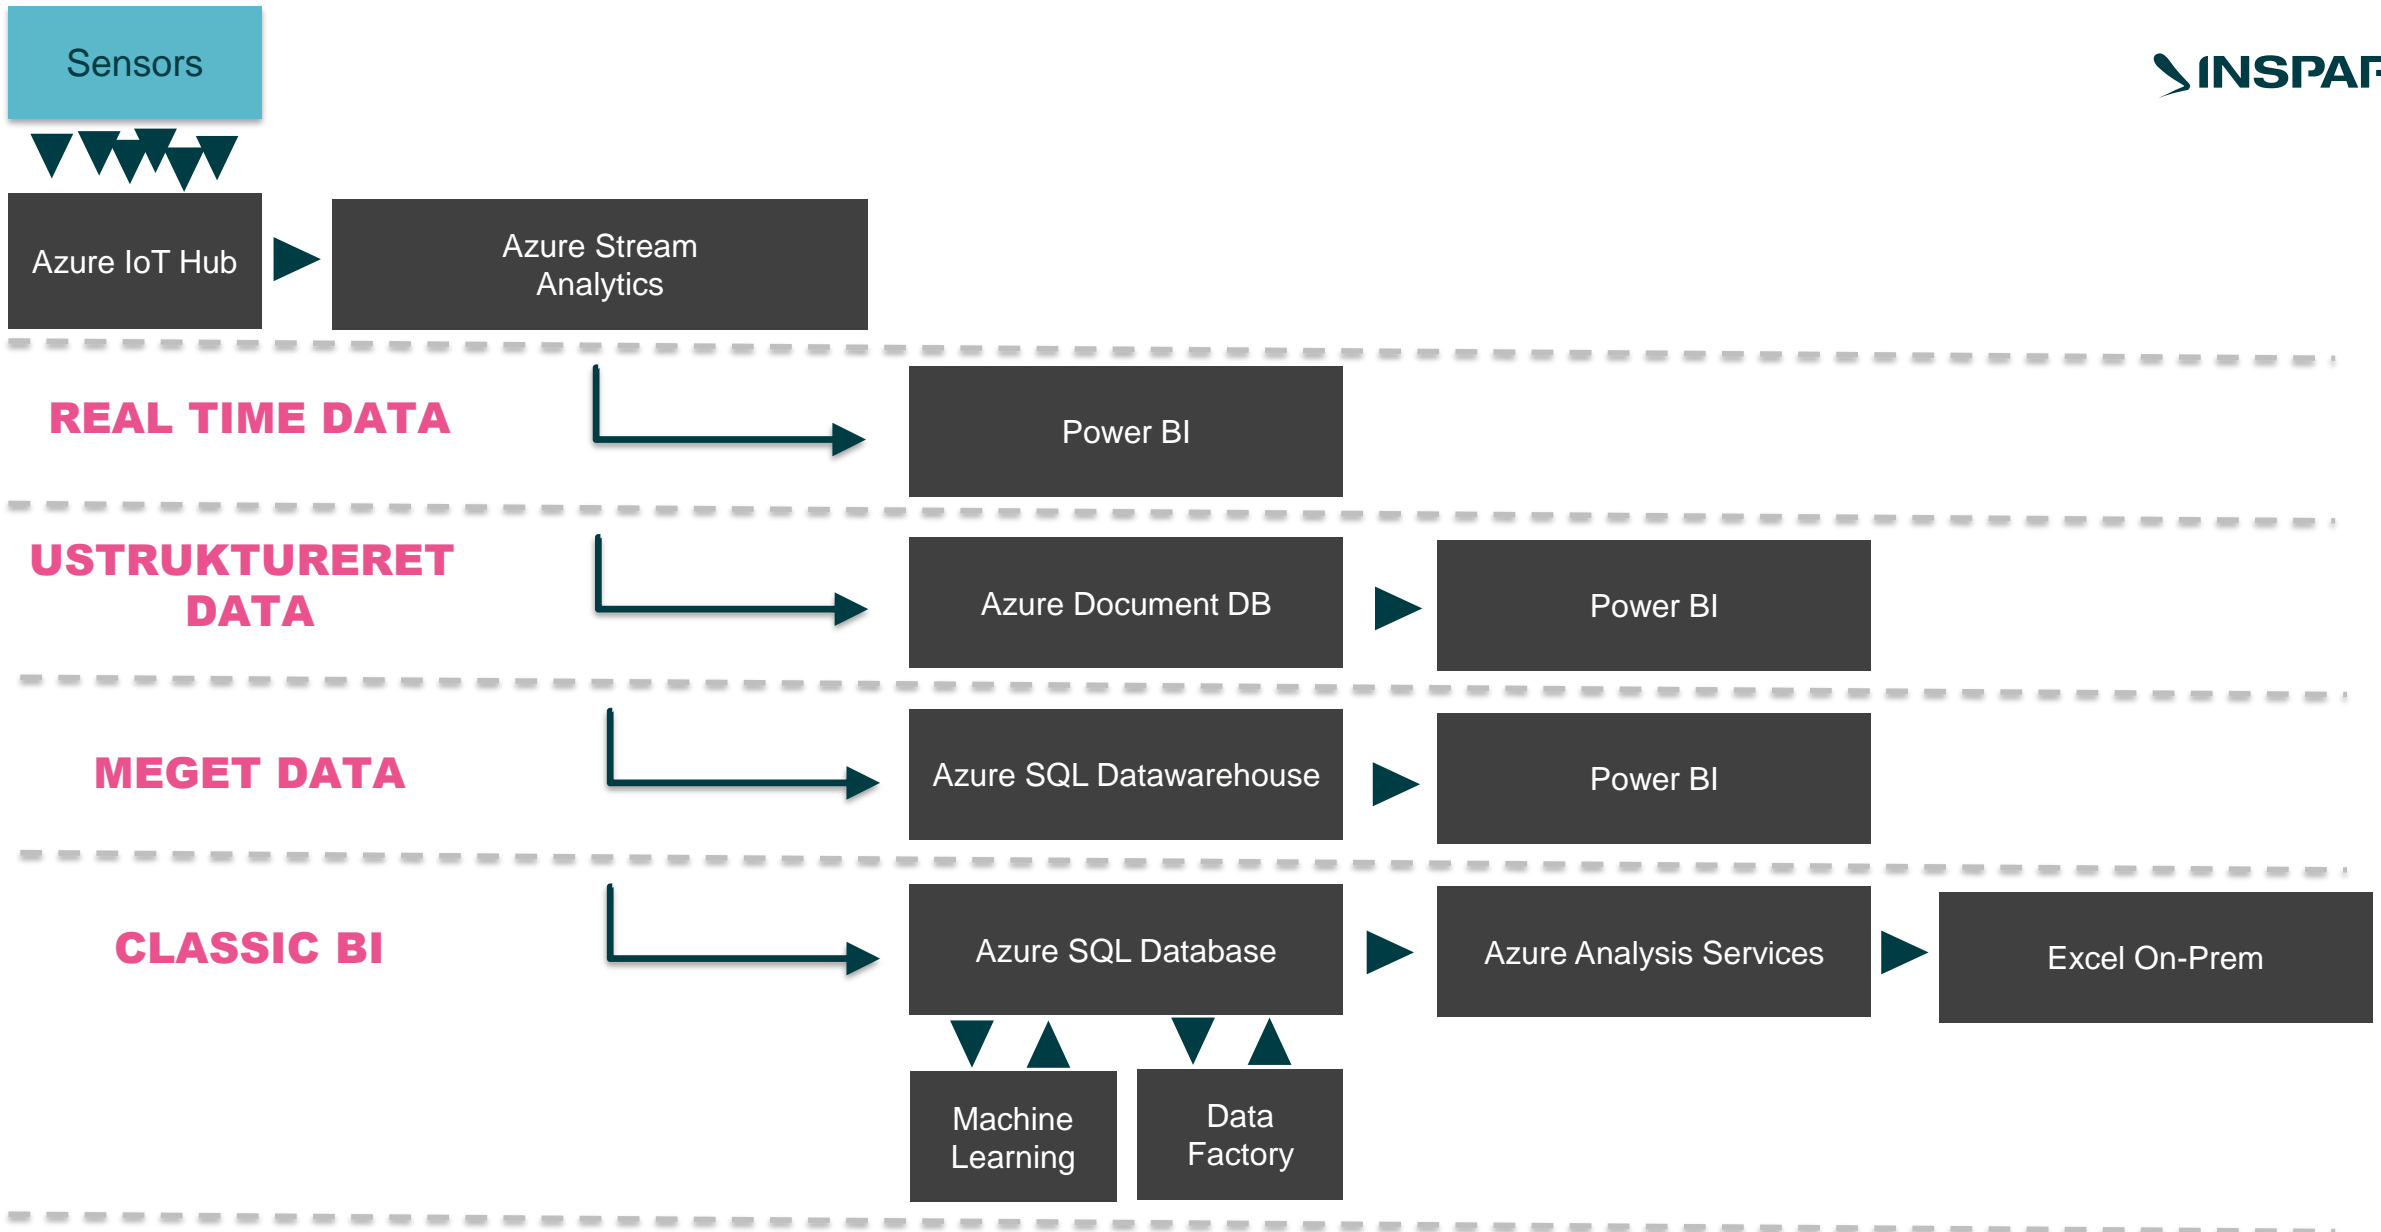 Sensors
INSPAR
Azure IoT Hub
Azure Stream
Analytics
REAL TIME DATA
Power BI
USTRUKTURERET
DATA
Azure Document DB
Power BI
MEGET DATA
Azure SQL Datawarehouse
Power BI
CLASSIC BI
Azure SQL Database
Azure Analysis Services
Excel On-Prem
Machine
Learning
Data
Factory